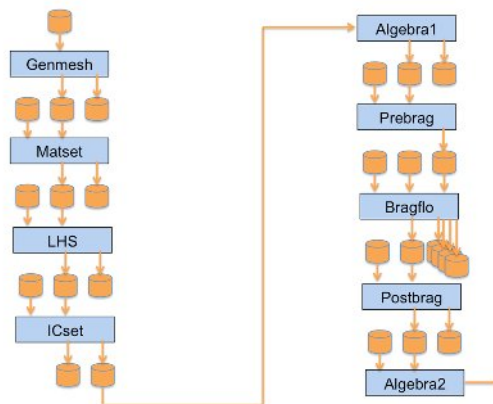 Genmesh
Matset
LHS
ICset
Algebra1
Prebrag
Bragflo
Postbrag
Algebra2